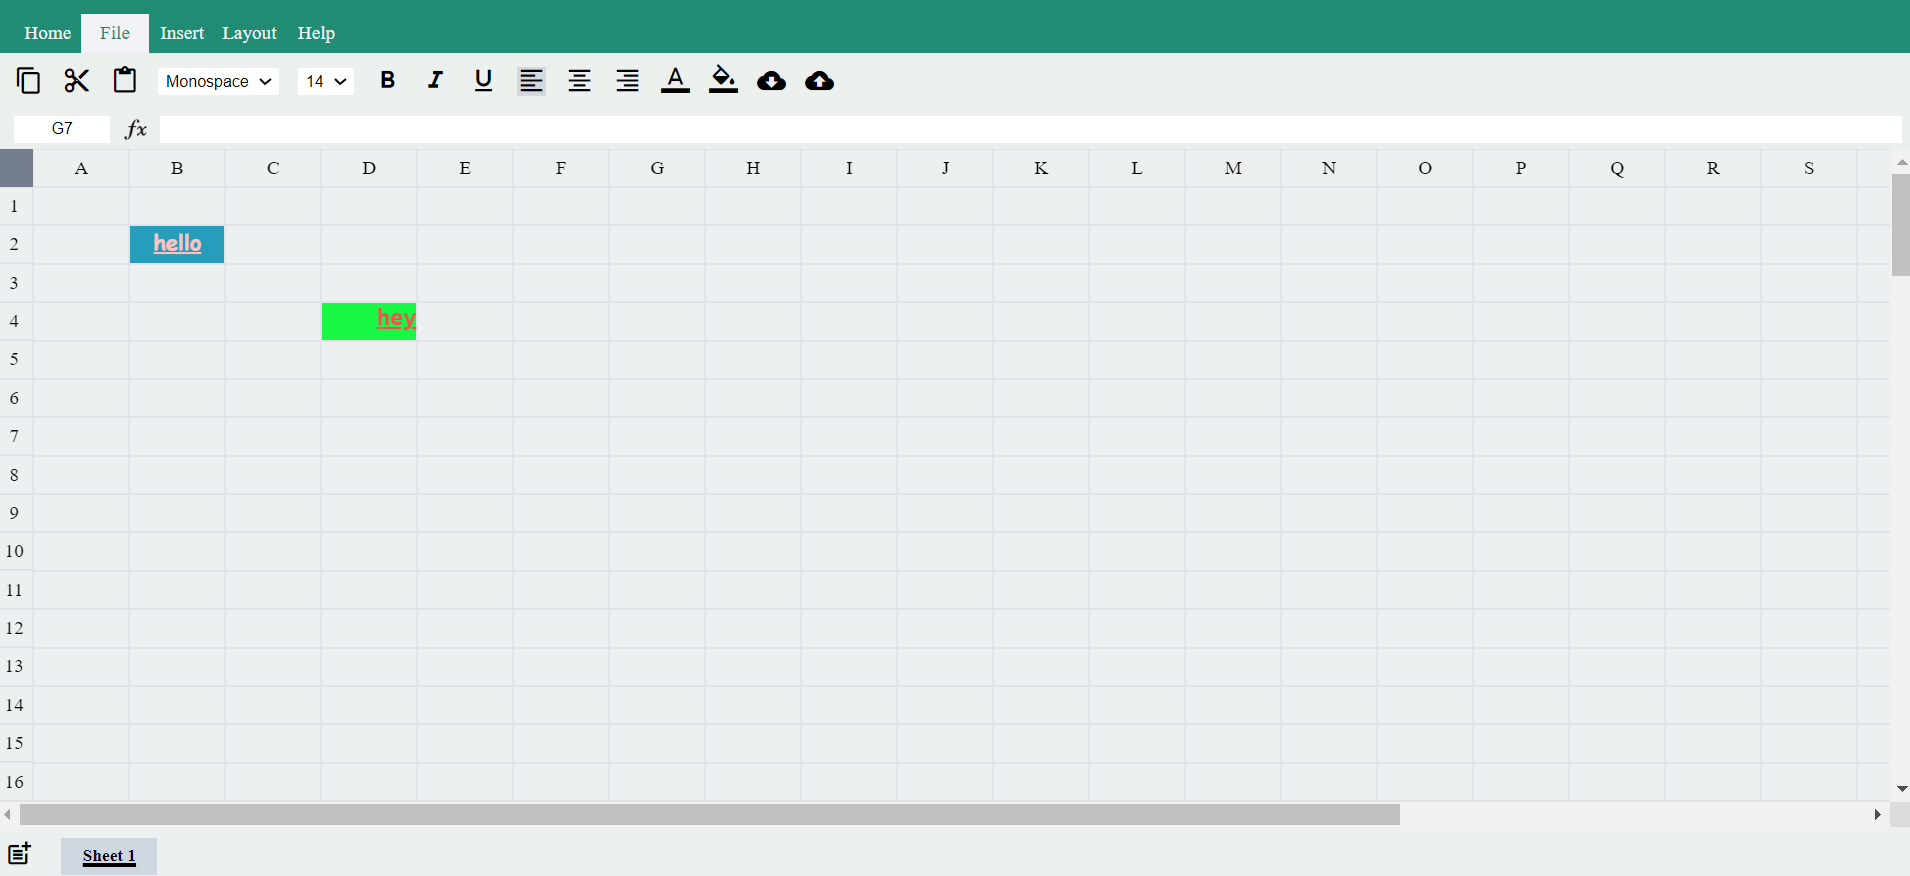 Home File Insert Layout Help
Monospace 14 B I U A
G7 fx
A B C D E F G H I J K L M N O P Q R S
1
2 hello
3
4 hey
5
6
7
8
9
10
11
12
13
14
15
16
Sheet 1